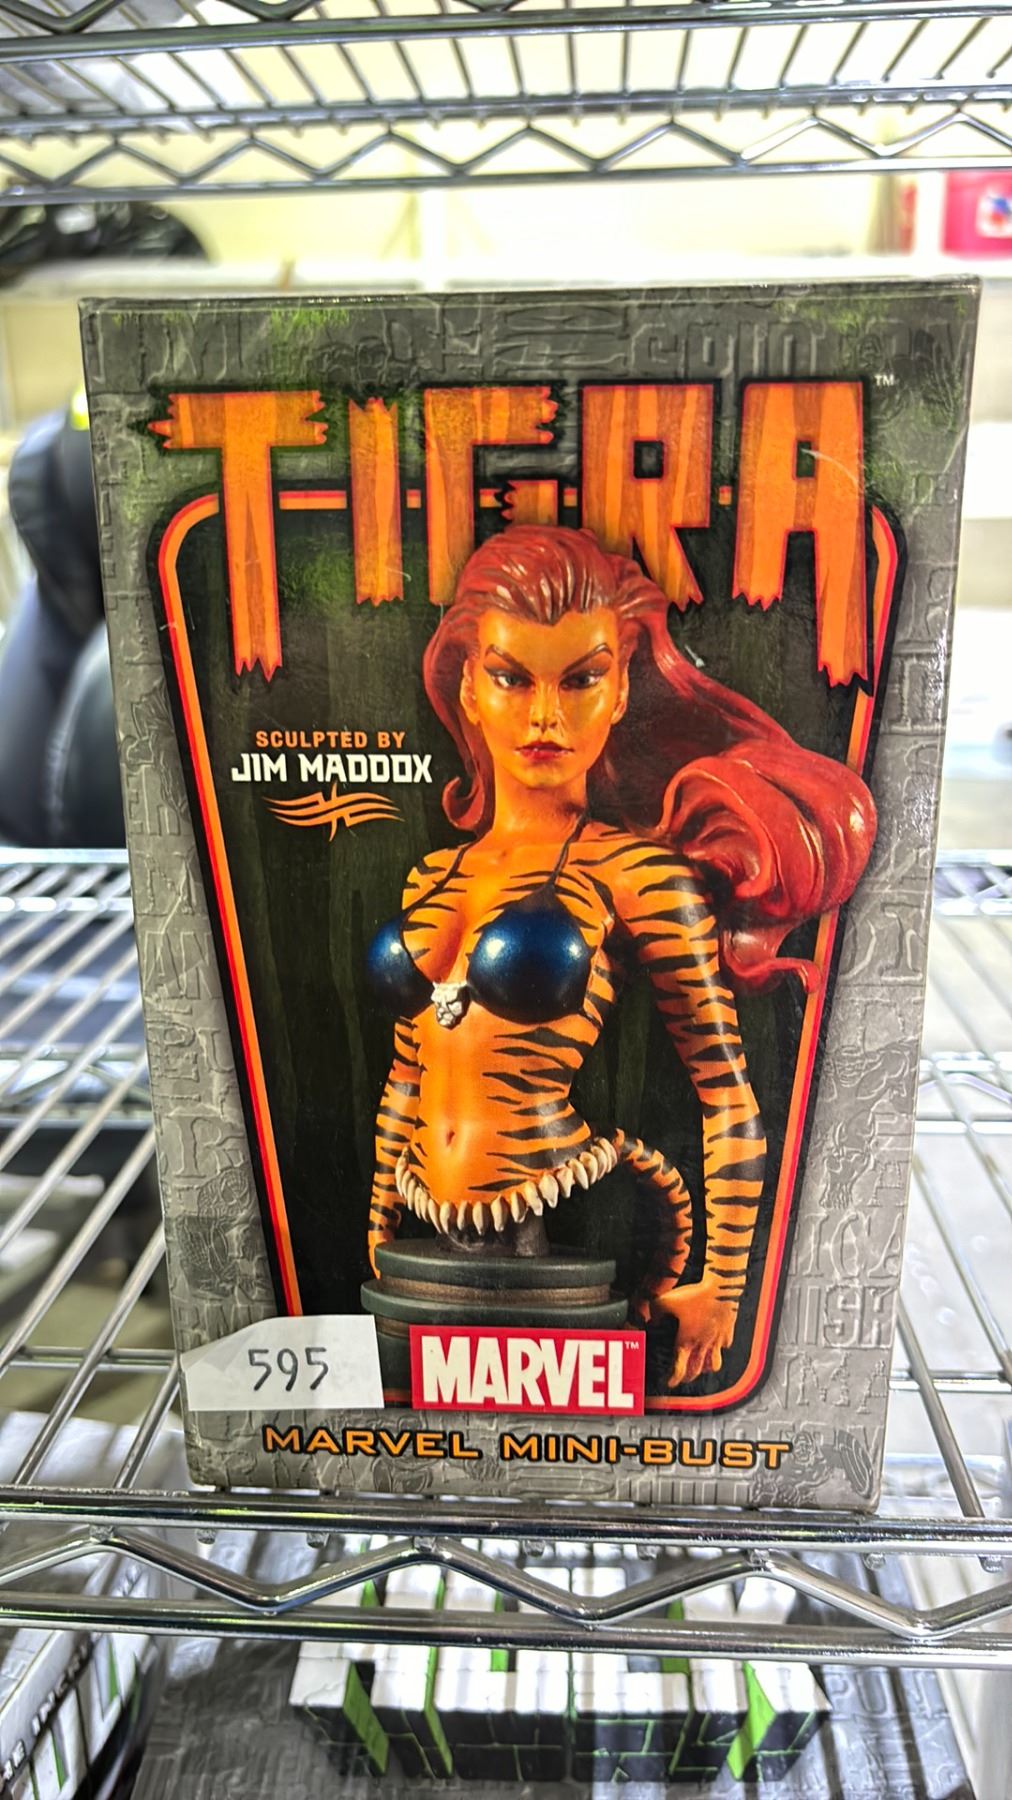 TIGRA™
SCULPTED BY
JIM MADDOX
595
MARVEL™
MARVEL MINI-BUST